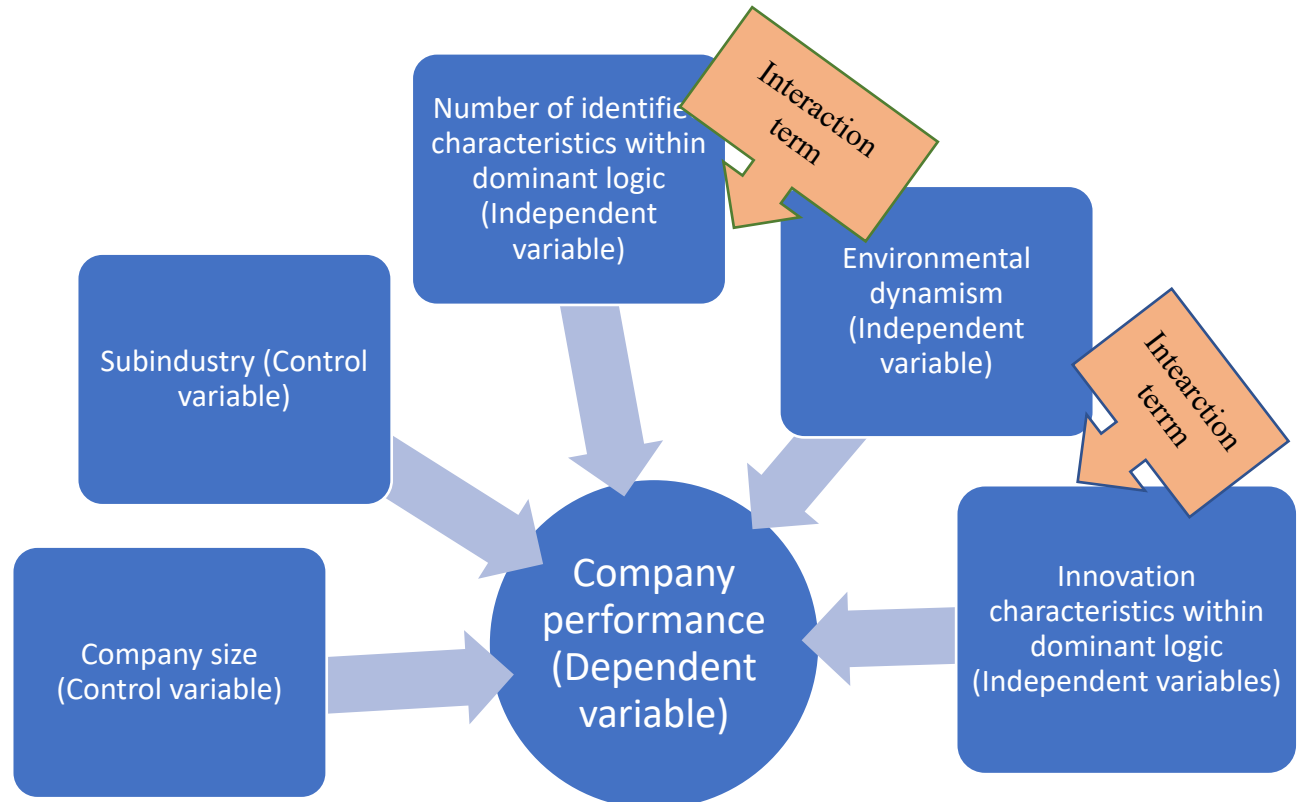 Number of identifie
characteristics within
dominant logic
(Independent
variable)
Interaction
term
Environmental
dynamism
(Independent
variable)
Intearction
terrm
Subindustry (Control
variable)
Company size
(Control variable)
Company
performance
(Dependent
variable)
Innovation
characteristics within
dominant logic
(Independent variables)